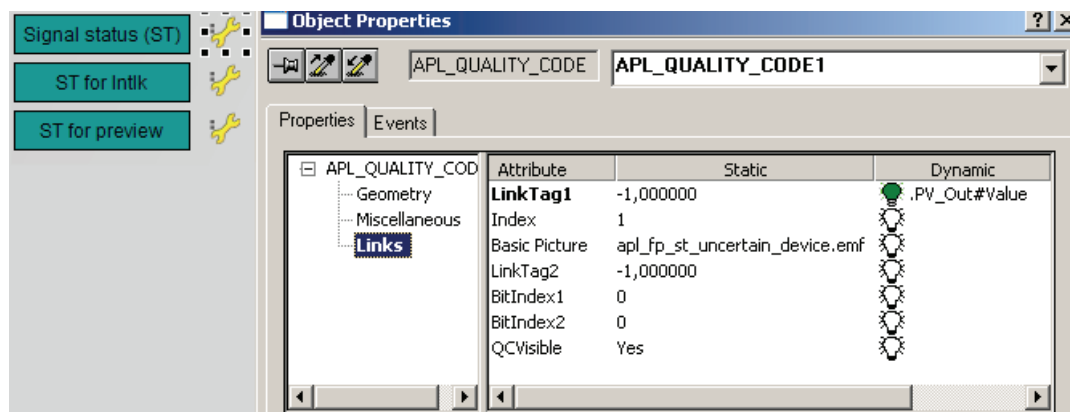 Signal status (ST)
ST for Intlk
ST for preview
Object Properties
APL_QUALITY_CODE APL_QUALITY_CODE1
Properties Events
APL_QUALITY_COD
Geometry
Miscellaneous
Links
Attribute Static Dynamic
LinkTag1 -1,000000 .PV_Out#Value
Index 1
Basic Picture apl_fp_st_uncertain_device.emf
LinkTag2 -1,000000
BitIndex1 0
BitIndex2 0
QCVisible Yes